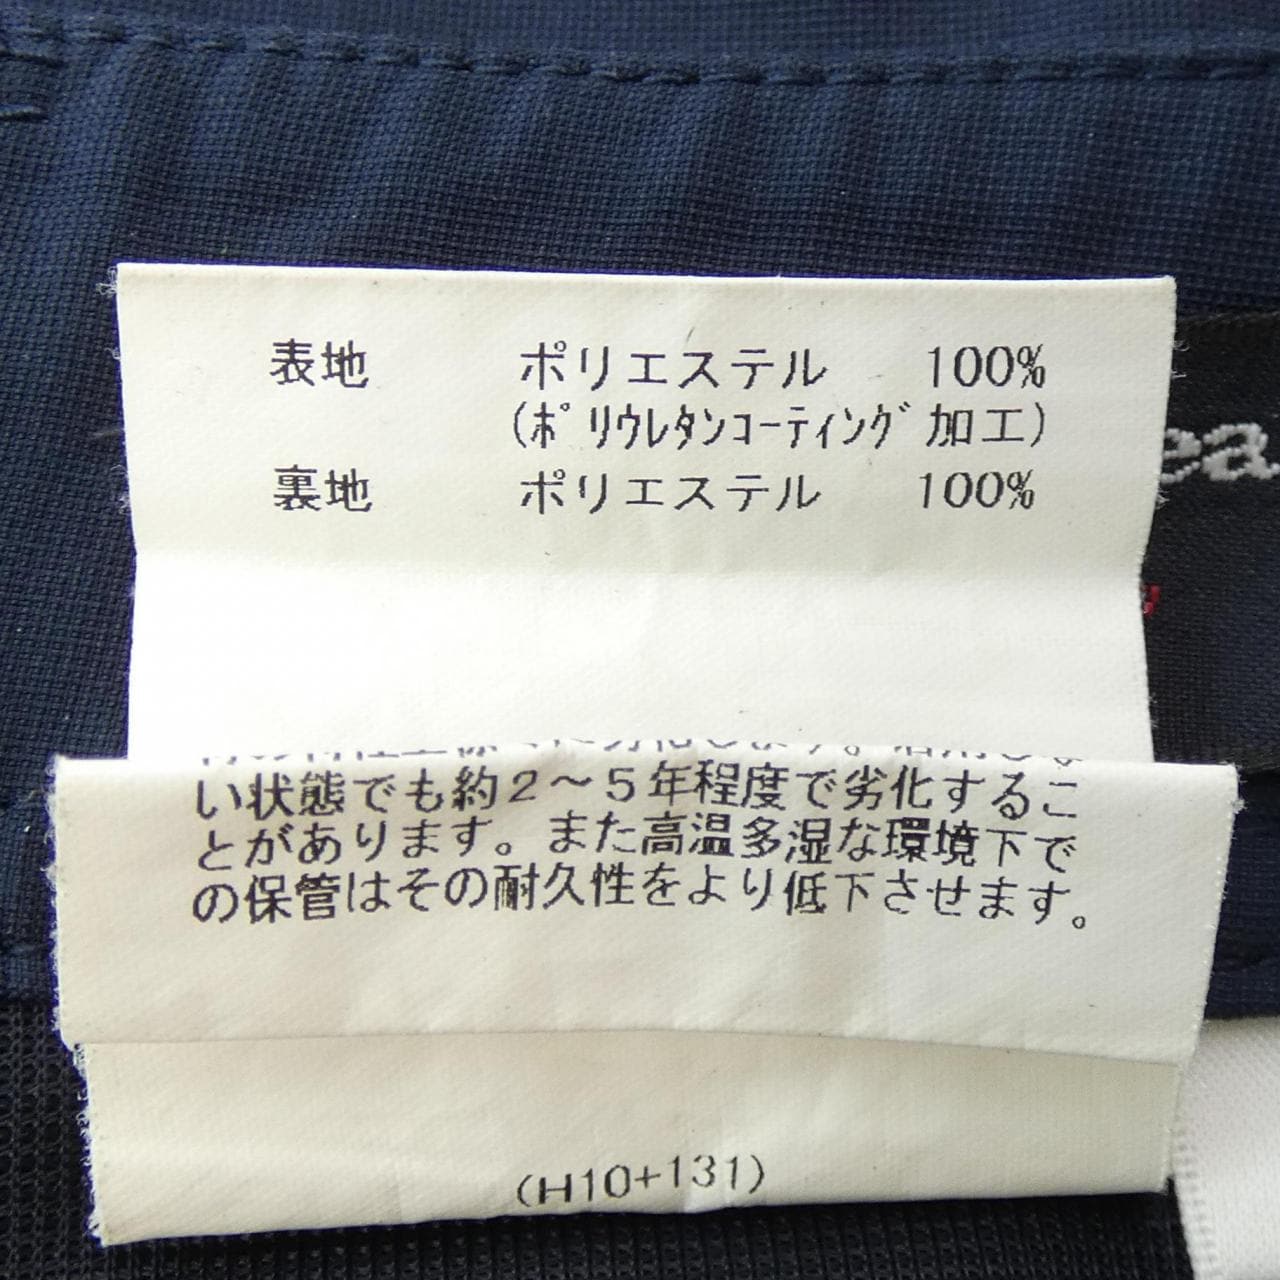 表地 ポリエステル 100%
(ﾎﾟﾘｳﾚﾀﾝｺｰﾃｨﾝｸﾞ加工)
裏地 ポリエステル 100%
い状態でも約2～5年程度で劣化するこ
とがあります。また高温多湿な環境下で
の保管はその耐久性をより低下させます。
(H10+131)
ea